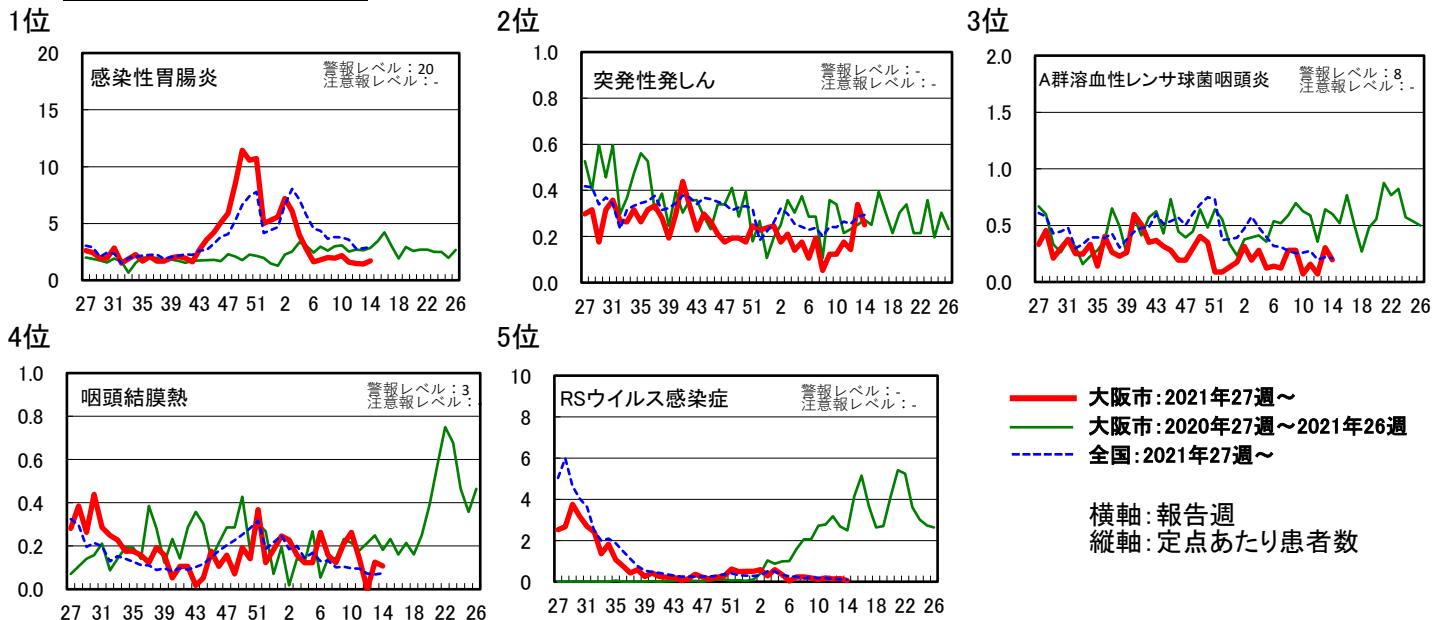 1位
感染性胃腸炎
警報レベル：20
注意報レベル：-
20
15
10
5
0
27 31 35 39 43 47 51 2 6 10 14 18 22 26
2位
突発性発しん
警報レベル：-
注意報レベル：-
1.0
0.8
0.6
0.4
0.2
0.0
27 31 35 39 43 47 51 2 6 10 14 18 22 26
3位
A群溶血性レンサ球菌咽頭炎
警報レベル：8
注意報レベル：-
2.0
1.5
1.0
0.5
0.0
27 31 35 39 43 47 51 2 6 10 14 18 22 26
4位
咽頭結膜熱
警報レベル：3
注意報レベル：-
1.0
0.8
0.6
0.4
0.2
0.0
27 31 35 39 43 47 51 2 6 10 14 18 22 26
5位
RSウイルス感染症
警報レベル：-
注意報レベル：-
10
8
6
4
2
0
27 31 35 39 43 47 51 2 6 10 14 18 22 26
大阪市：2021年27週～
大阪市：2020年27週～2021年26週
全国：2021年27週～
横軸：報告週
縦軸：定点あたり患者数